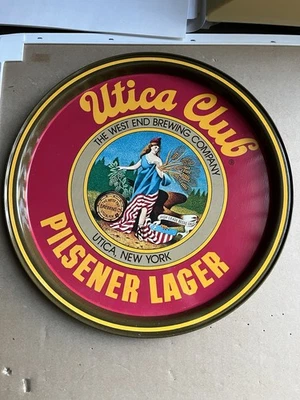 Utica Club
THE WEST END BREWING COMPANY
UTICA, NEW YORK
PILSENER LAGER